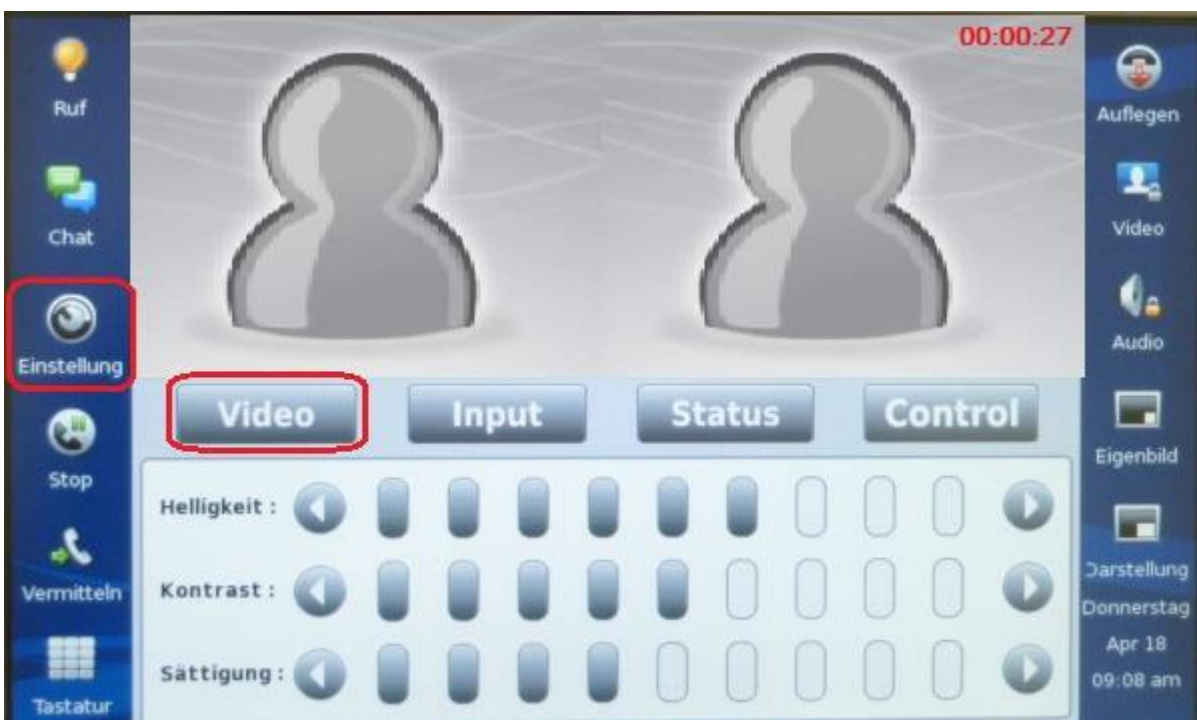 00:00:27
Ruf
Chat
Einstellung
Stop
Vermitteln
Tastatur
Video
Input
Status
Control
Helligkeit :
Kontrast :
Sättigung :
Auflegen
Video
Audio
Eigenbild
Darstellung
Donnerstag
Apr 18
09:08 am